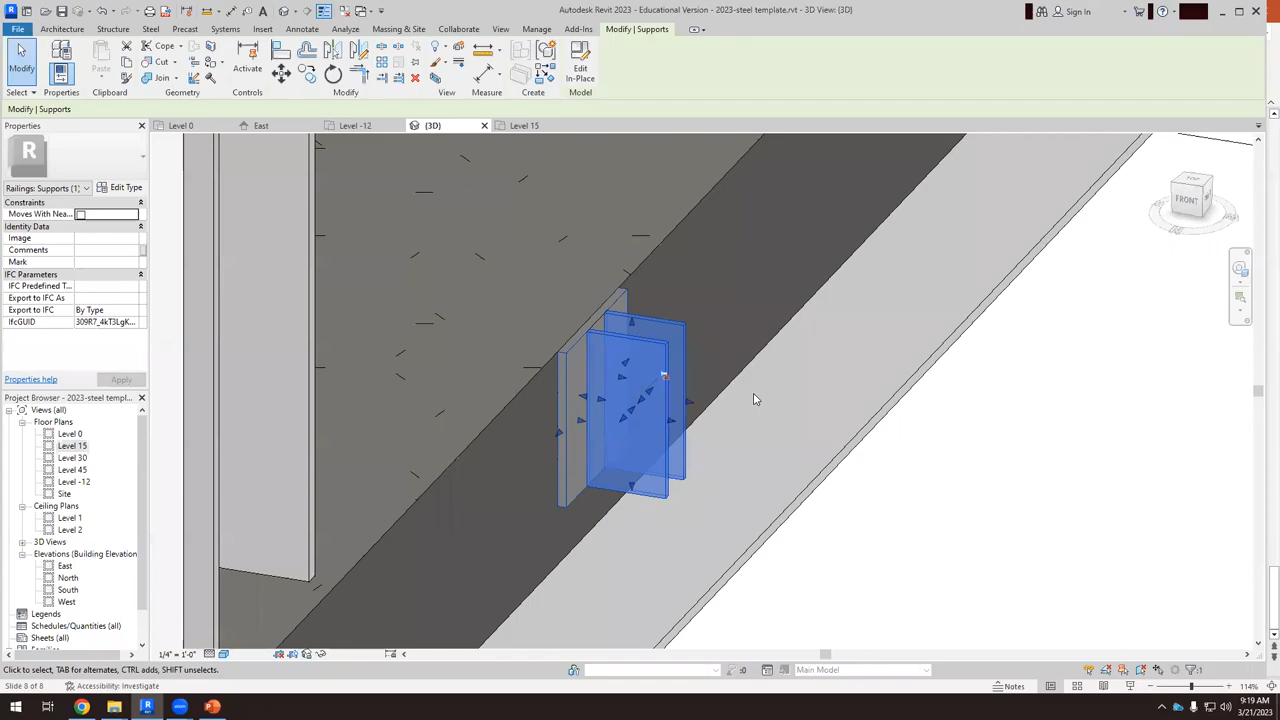 Autodesk Revit 2023 - Educational Version - 2023-steel template.rvt - 3D View: {3D}
Sign In
File Architecture Structure Steel Precast Systems Insert Annotate Analyze Massing & Site Collaborate View Manage Add-Ins Modify | Supports
Modify Paste Cope Cut Join Activate Edit In-Place
Select Properties Clipboard Geometry Controls Modify View Measure Create Model
Modify | Supports
Properties
Level 0 East Level -12 {3D} Level 15
R
Railings: Supports (1) Edit Type
Constraints
Moves With Nea...
Identity Data
Image
Comments
Mark
IFC Parameters
IFC Predefined T...
Export to IFC As
Export to IFC By Type
IfcGUID 309R7_4kT3LgK...
Properties help Apply
Project Browser - 2023-steel templ...
Views (all)
Floor Plans
Level 0
Level 15
Level 30
Level 45
Level -12
Site
Ceiling Plans
Level 1
Level 2
3D Views
Elevations (Building Elevation
East
North
South
West
Legends
Schedules/Quantities (all)
Sheets (all)
TOP
FRONT
1/4" = 1'-0"
Click to select, TAB for alternates, CTRL adds, SHIFT unselects.
:0
Main Model
:1
Slide 8 of 8 Accessibility: Investigate Notes 114%
9:19 AM
3/21/2023